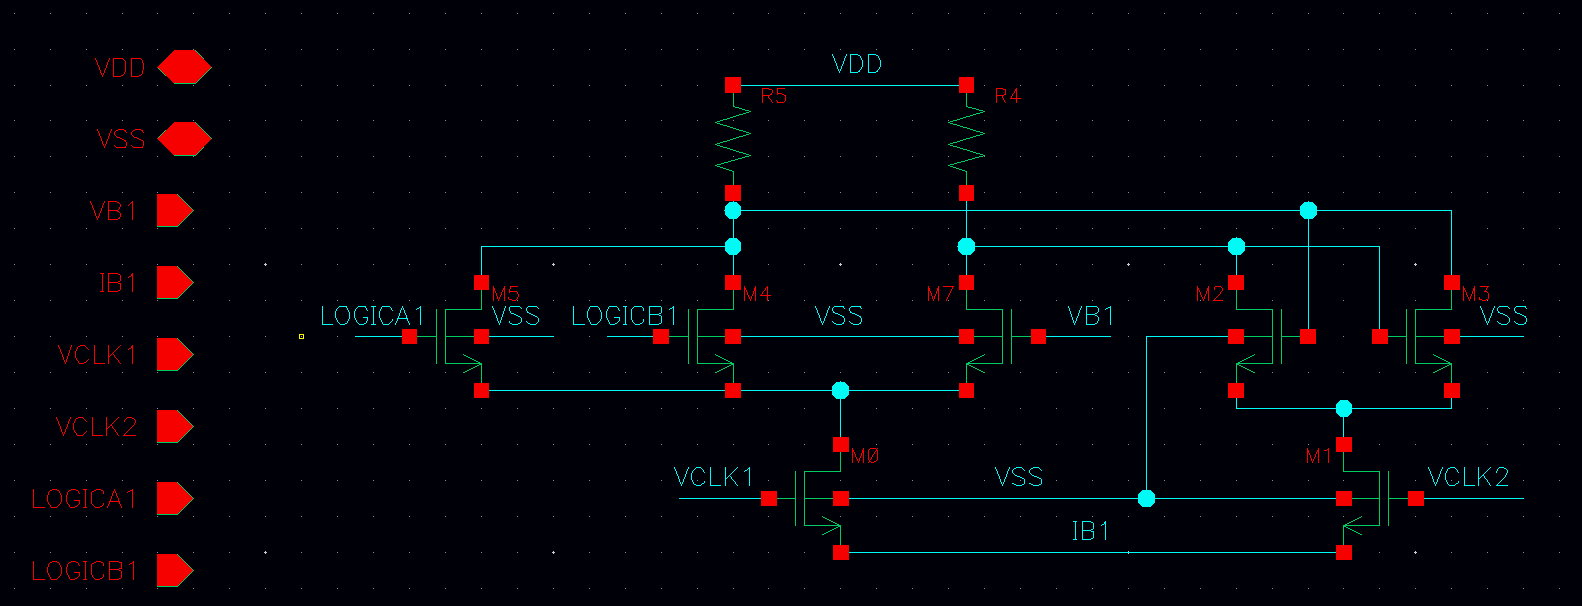 VDD
VSS
VB1
IB1
VCLK1
VCLK2
LOGICA1
LOGICB1
VDD
R5
R4
M5
M4
M7
M2
M3
LOGICA1
VSS
LOGICB1
VSS
VB1
VSS
M0
M1
VCLK1
VSS
VCLK2
IB1